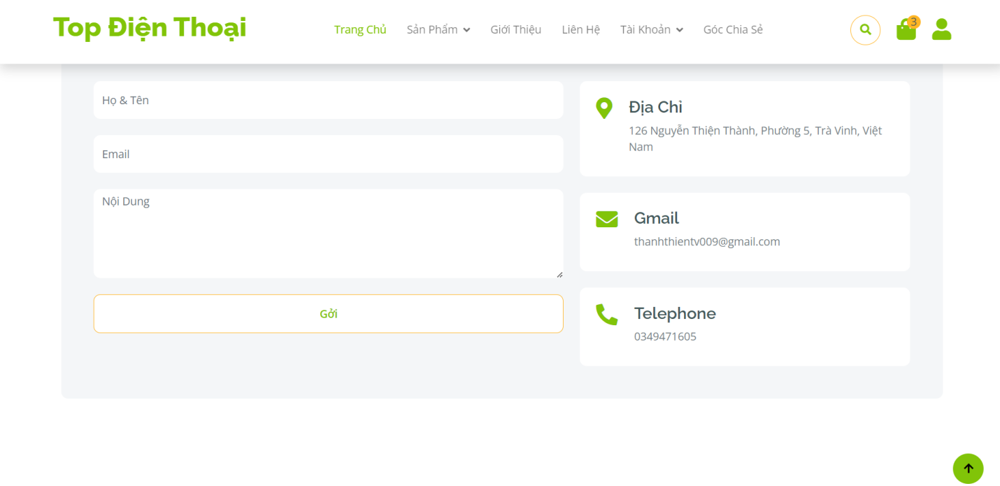 Top Điện Thoại
Trang Chủ
Sản Phẩm
Giới Thiệu
Liên Hệ
Tài Khoản
Góc Chia Sẻ
3
Họ & Tên
Email
Nội Dung
Gởi
Địa Chỉ
126 Nguyễn Thiện Thành, Phường 5, Trà Vinh, Việt
Nam
Gmail
thanhthientv009@gmail.com
Telephone
0349471605